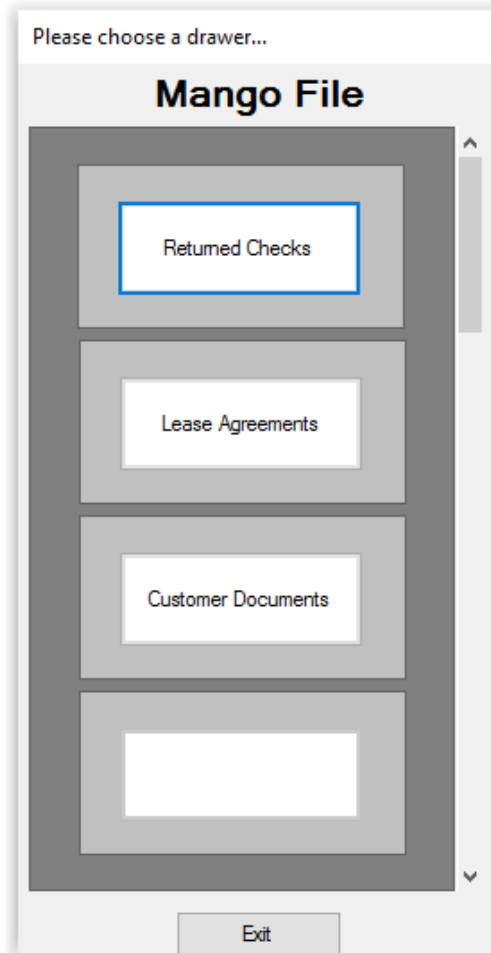 Please choose a drawer...
Mango File
Returned Checks
Lease Agreements
Customer Documents
Exit